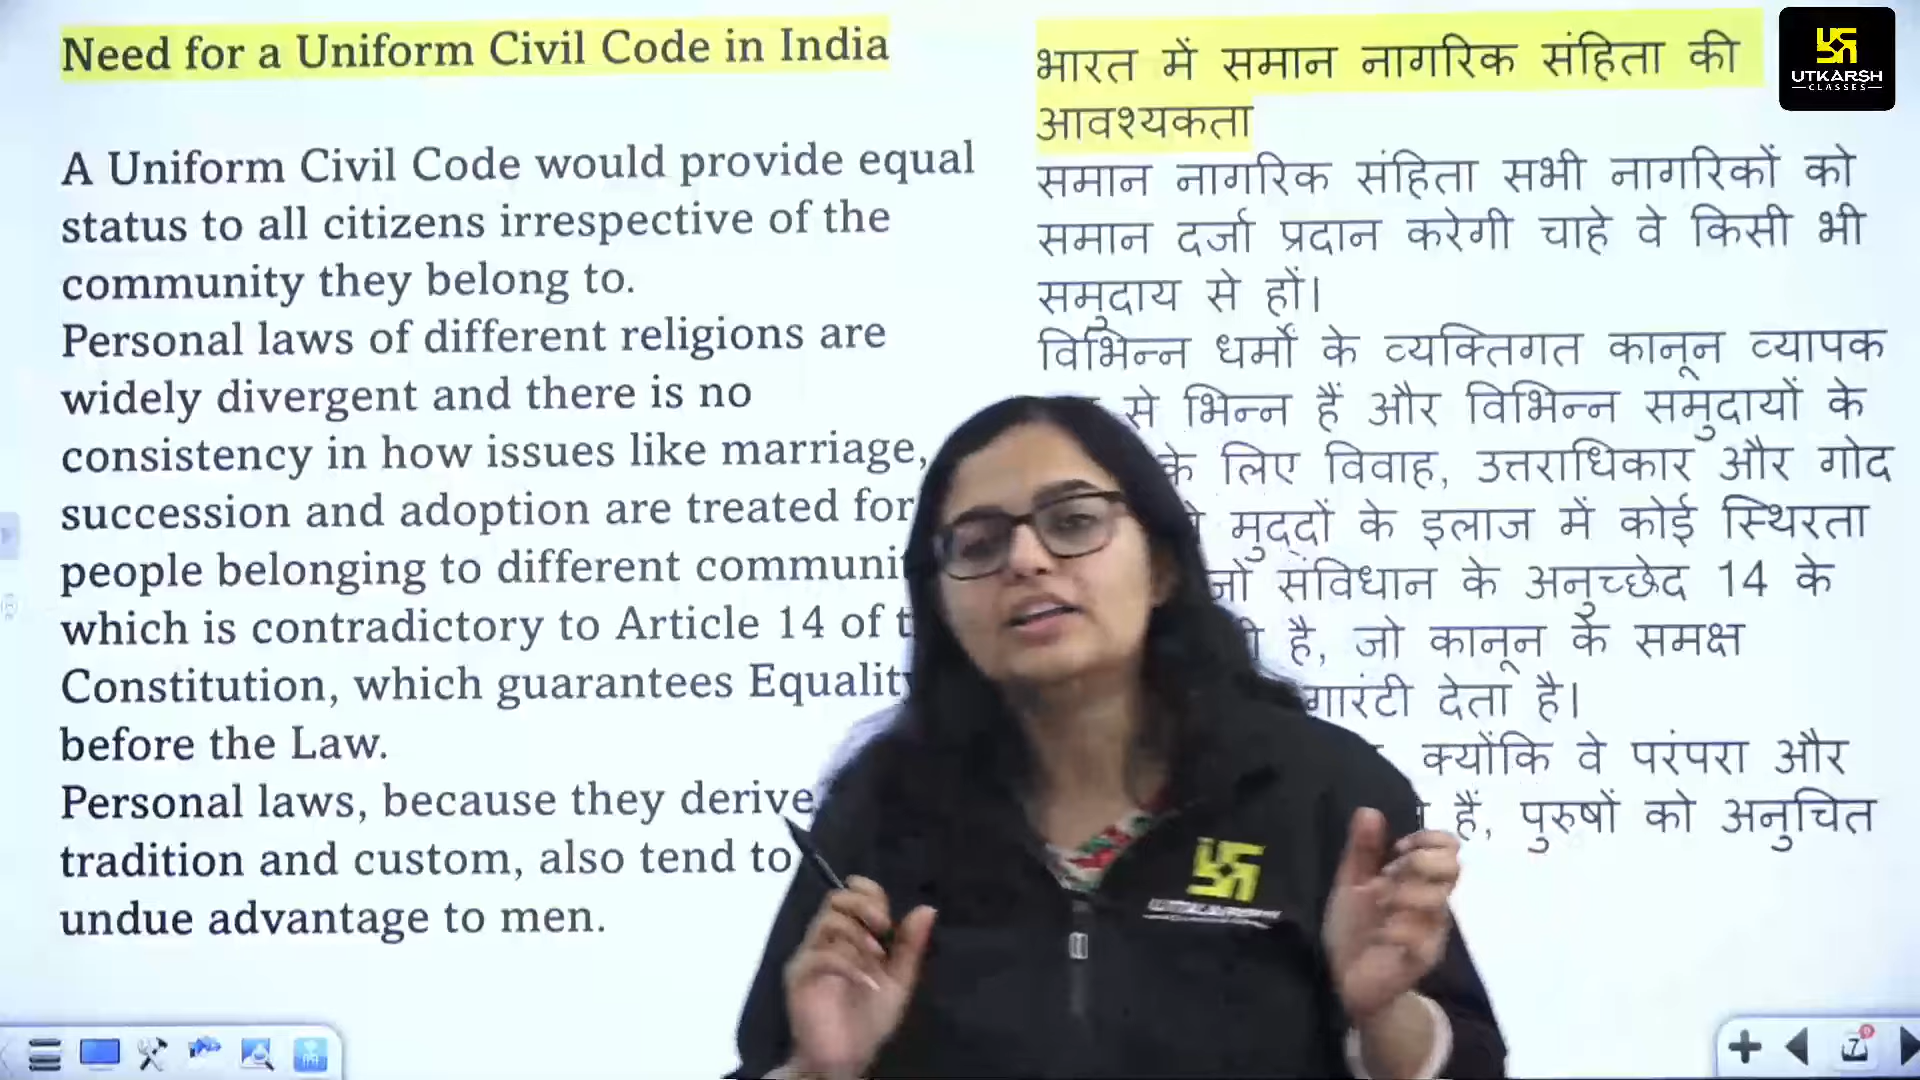 Need for a Uniform Civil Code in India
A Uniform Civil Code would provide equal
status to all citizens irrespective of the
community they belong to.
Personal laws of different religions are
widely divergent and there is no
consistency in how issues like marriage,
succession and adoption are treated for
people belonging to different
which is contradictory to Article 14 of
Constitution, which guarantees
before the Law.
Personal laws, because they derive
tradition and custom, also tend to
undue advantage to men.
भारत में समान नागरिक संहिता की
आवश्यकता
समान नागरिक संहिता सभी नागरिकों को
समान दर्जा प्रदान करेगी चाहे वे किसी भी
समुदाय से हों।
विभिन्न धर्मों के व्यक्तिगत कानून व्यापक
से भिन्न हैं और विभिन्न समुदायों के
के लिए विवाह, उत्तराधिकार और गोद
मुद्दों के इलाज में कोई स्थिरता
संविधान के अनुच्छेद 14 के
है, जो कानून के समक्ष
गारंटी देता है।
क्योंकि वे परंपरा और
हैं, पुरुषों को अनुचित
UTKARSH
CLASSES
7